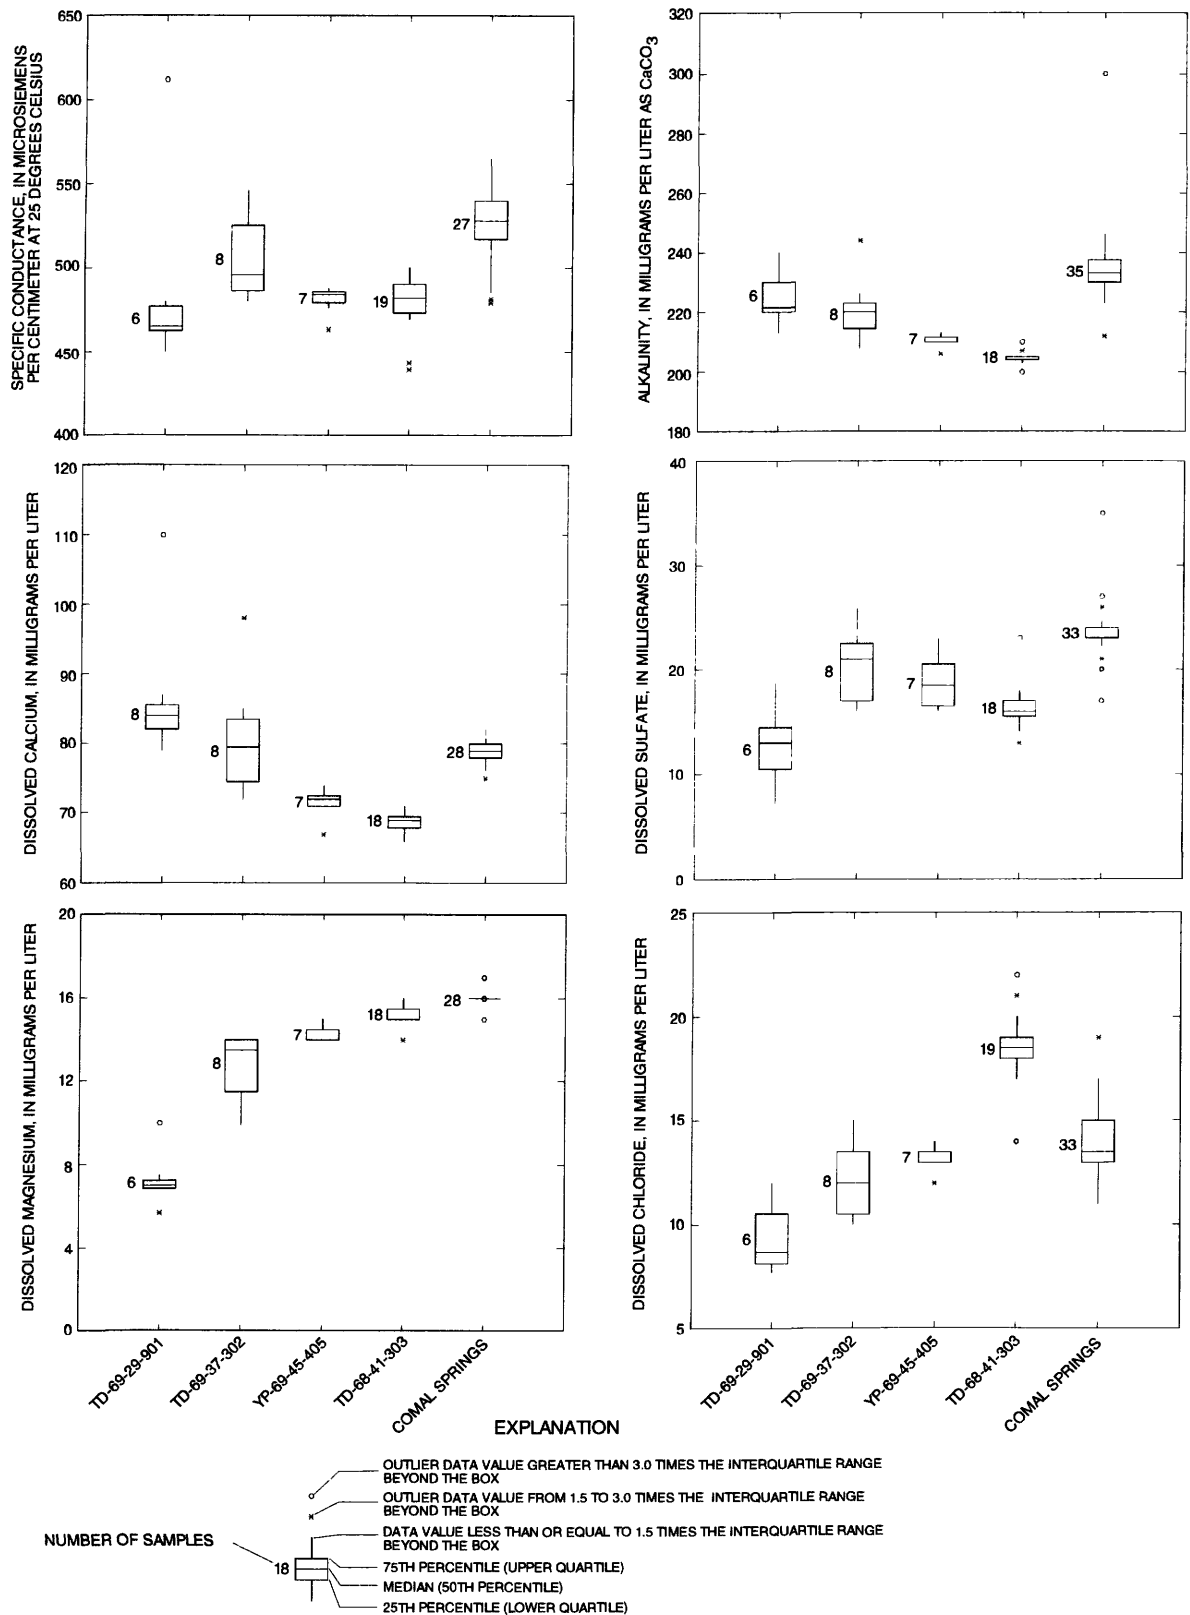 SPECIFIC CONDUCTANCE, IN MICROSIEMENS
PER CENTIMETER AT 25 DEGREES CELSIUS
650
600
550
500
450
400
6
8
7
19
27
ALKALINITY, IN MILLIGRAMS PER LITER AS CaCO3
320
300
280
260
240
220
200
180
6
8
7
18
35
DISSOLVED CALCIUM, IN MILLIGRAMS PER LITER
120
110
100
90
80
70
60
8
8
7
18
28
DISSOLVED SULFATE, IN MILLIGRAMS PER LITER
40
30
20
10
0
6
8
7
18
33
DISSOLVED MAGNESIUM, IN MILLIGRAMS PER LITER
20
16
12
8
4
0
6
8
7
18
28
TD-69-29-901
TD-69-37-302
YP-69-45-405
TD-68-41-303
COMAL SPRINGS
DISSOLVED CHLORIDE, IN MILLIGRAMS PER LITER
25
20
15
10
5
6
8
7
19
33
TD-69-29-901
TD-69-37-302
YP-69-45-405
TD-68-41-303
COMAL SPRINGS
EXPLANATION
OUTLIER DATA VALUE GREATER THAN 3.0 TIMES THE INTERQUARTILE RANGE
BEYOND THE BOX
OUTLIER DATA VALUE FROM 1.5 TO 3.0 TIMES THE INTERQUARTILE RANGE
BEYOND THE BOX
DATA VALUE LESS THAN OR EQUAL TO 1.5 TIMES THE INTERQUARTILE RANGE
BEYOND THE BOX
NUMBER OF SAMPLES
18
75TH PERCENTILE (UPPER QUARTILE)
MEDIAN (50TH PERCENTILE)
25TH PERCENTILE (LOWER QUARTILE)